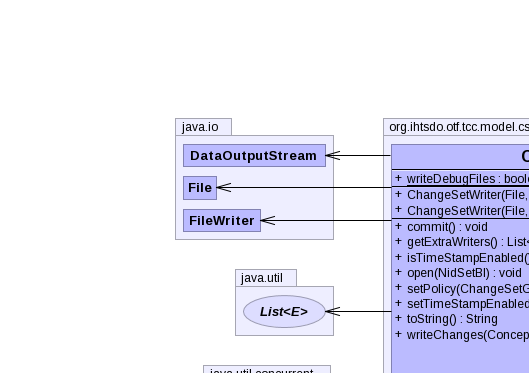 java.io
DataOutputStream
File
FileWriter
java.util
List<E>
java.util.concurrent
org.ihtsdo.otf.tcc.model.cs
C
+ writeDebugFiles : boole
+ ChangeSetWriter(File,
+ ChangeSetWriter(File,
+ commit() : void
+ getExtraWriters() : List<
+ isTimeStampEnabled()
+ open(NidSetBI) : void
+ setPolicy(ChangeSetG
+ setTimeStampEnabled
+ toString() : String
+ writeChanges(Concep